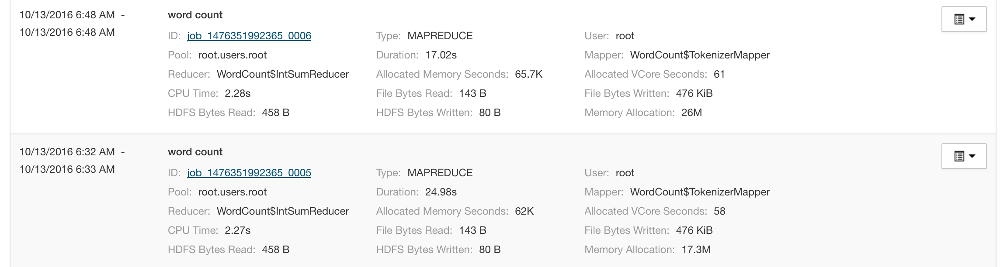 10/13/2016 6:48 AM -
10/13/2016 6:48 AM
word count
ID: job_1476351992365_0006 Type: MAPREDUCE User: root
Pool: root.users.root Duration: 17.02s Mapper: WordCount$TokenizerMapper
Reducer: WordCount$IntSumReducer Allocated Memory Seconds: 65.7K Allocated VCore Seconds: 61
CPU Time: 2.28s File Bytes Read: 143 B File Bytes Written: 476 KiB
HDFS Bytes Read: 458 B HDFS Bytes Written: 80 B Memory Allocation: 26M
10/13/2016 6:32 AM -
10/13/2016 6:33 AM
word count
ID: job_1476351992365_0005 Type: MAPREDUCE User: root
Pool: root.users.root Duration: 24.98s Mapper: WordCount$TokenizerMapper
Reducer: WordCount$IntSumReducer Allocated Memory Seconds: 62K Allocated VCore Seconds: 58
CPU Time: 2.27s File Bytes Read: 143 B File Bytes Written: 476 KiB
HDFS Bytes Read: 458 B HDFS Bytes Written: 80 B Memory Allocation: 17.3M